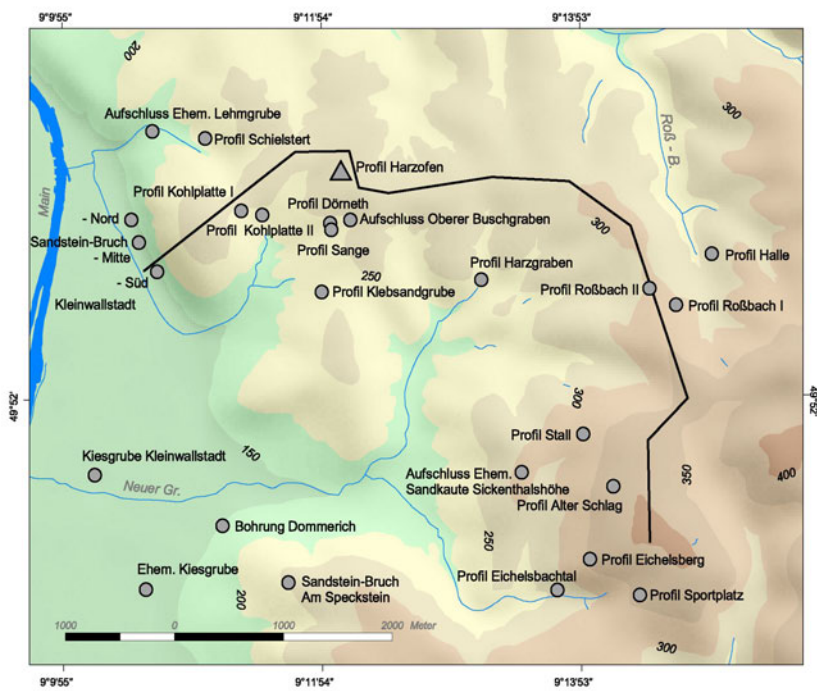 9°9'55"
9°11'54"
9°13'53"
200
300
Aufschluss Ehem. Lehmgrube
Profil Schielstert
Roß - B.
Profil Harzofen
Main
Profil Kohlplatte I
Profil Dörneth
- Nord
Aufschluss Oberer Buschgraben
300
Profil Kohlplatte II
Sandstein-Bruch
- Mitte
Profil Sange
Profil Halle
- Süd
250
Profil Harzgraben
Kleinwallstadt
Profil Klebsandgrube
Profil Roßbach II
Profil Roßbach I
49°52'
49°52'
300
Profil Stall
150
Kiesgrube Kleinwallstadt
Aufschluss Ehem.
Sandkaute Sickenthalshöhe
350
400
Neuer Gr.
Profil Alter Schlag
Bohrung Dommerich
250
Profil Eichelsberg
Ehem. Kiesgrube
Sandstein-Bruch
Am Speckstein
Profil Eichelsbachtal
Profil Sportplatz
200
1000 0 1000 2000 Meter
300
9°9'55"
9°11'54"
9°13'53"